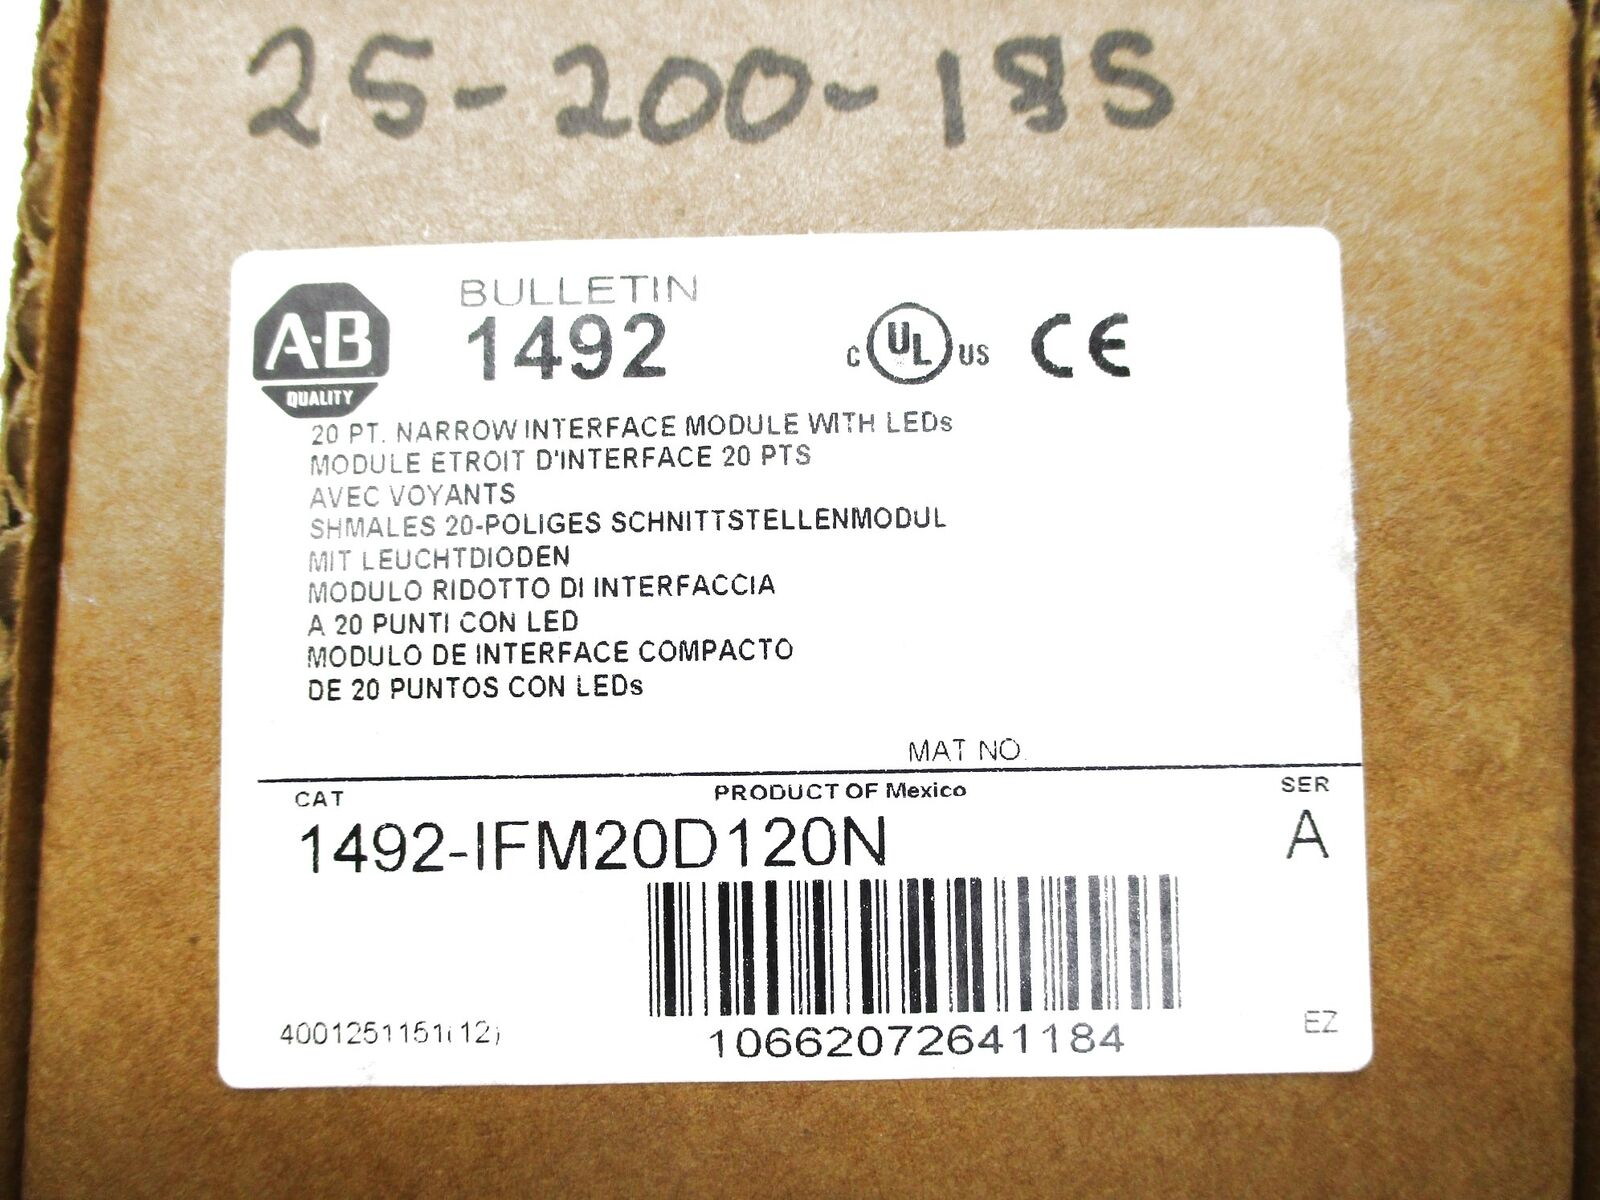 25-200-185
A-B
QUALITY
BULLETIN
1492
C UL US CE
20 PT. NARROW INTERFACE MODULE WITH LEDs
MODULE ETROIT D'INTERFACE 20 PTS
AVEC VOYANTS
SHMALES 20-POLIGES SCHNITTSTELLENMODUL
MIT LEUCHTDIODEN
MODULO RIDOTTO DI INTERFACCIA
A 20 PUNTI CON LED
MODULO DE INTERFACE COMPACTO
DE 20 PUNTOS CON LEDs
MAT NO.
CAT
PRODUCT OF Mexico
SER
1492-IFM20D120N
A
4001251151(12)
10662072641184
EZ